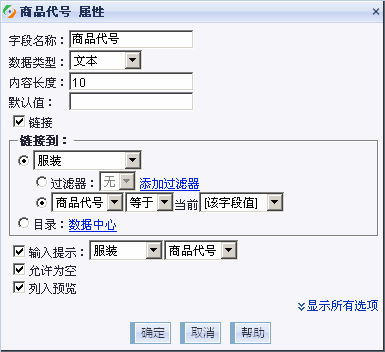 商品代号 属性
字段名称： 商品代号
数据类型： 文本
内容长度： 10
默认值：
链接
链接到：
服装
过滤器： 无 添加过滤器
商品代号 等于 当前 [该字段值]
目录： 数据中心
输入提示： 服装 商品代号
允许为空
列入预览
显示所有选项
确定 取消 帮助